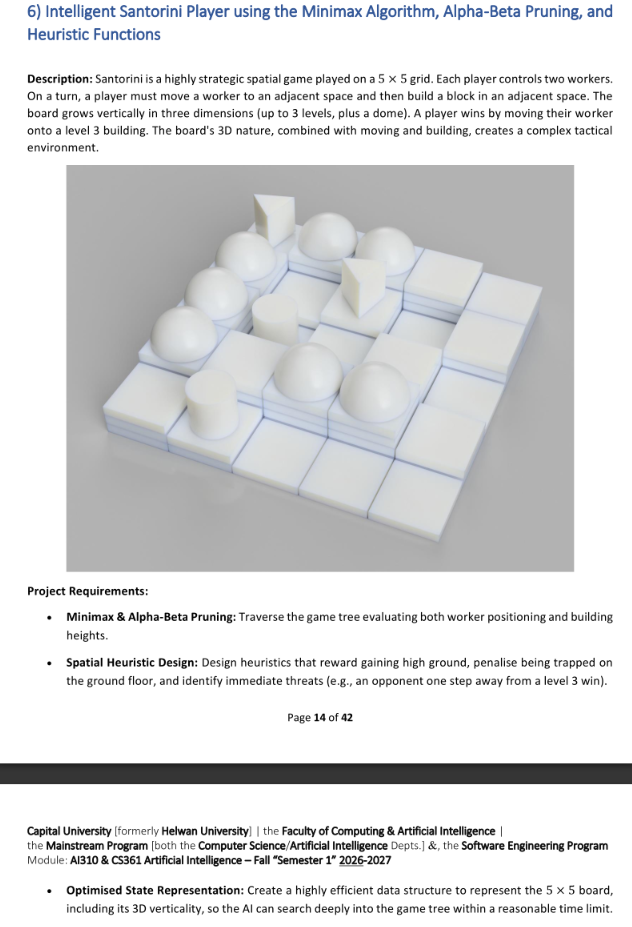 6) Intelligent Santorini Player using the Minimax Algorithm, Alpha-Beta Pruning, and
Heuristic Functions
Description: Santorini is a highly strategic spatial game played on a 5 × 5 grid. Each player controls two workers.
On a turn, a player must move a worker to an adjacent space and then build a block in an adjacent space. The
board grows vertically in three dimensions (up to 3 levels, plus a dome). A player wins by moving their worker
onto a level 3 building. The board's 3D nature, combined with moving and building, creates a complex tactical
environment.
Project Requirements:
• Minimax & Alpha-Beta Pruning: Traverse the game tree evaluating both worker positioning and building
heights.
• Spatial Heuristic Design: Design heuristics that reward gaining high ground, penalise being trapped on
the ground floor, and identify immediate threats (e.g., an opponent one step away from a level 3 win).
Page 14 of 42
Capital University [formerly Helwan University] | the Faculty of Computing & Artificial Intelligence |
the Mainstream Program [both the Computer Science/Artificial Intelligence Depts.] &, the Software Engineering Program
Module: AI310 & CS361 Artificial Intelligence – Fall "Semester 1" 2026-2027
• Optimised State Representation: Create a highly efficient data structure to represent the 5 × 5 board,
including its 3D verticality, so the AI can search deeply into the game tree within a reasonable time limit.